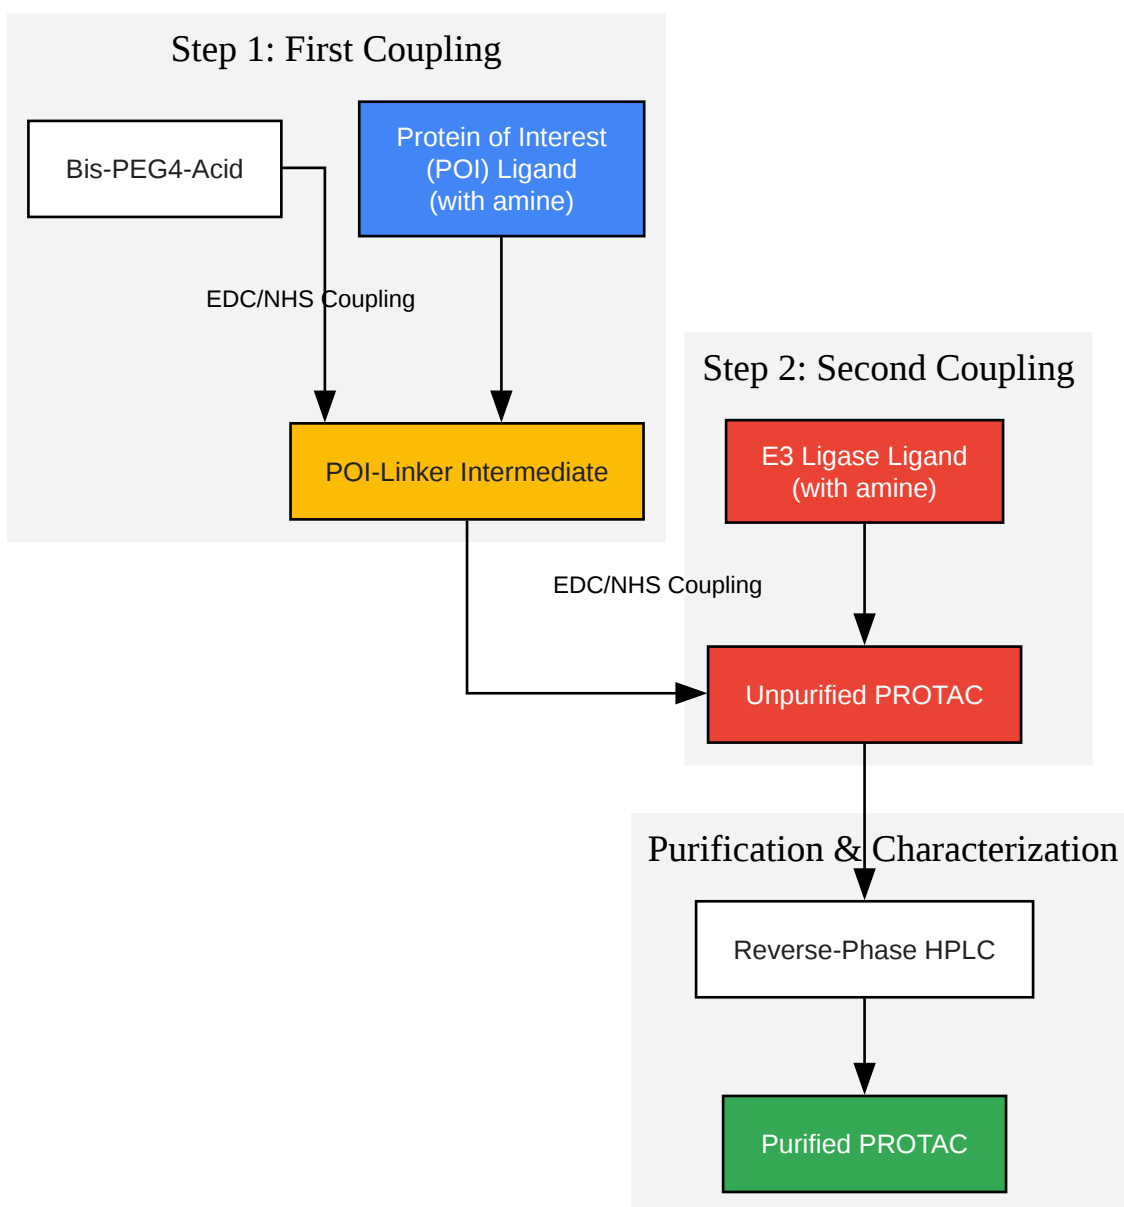 Step 1: First Coupling
Bis-PEG4-Acid
Protein of Interest
(POI) Ligand
(with amine)
EDC/NHS Coupling
POI-Linker Intermediate
Step 2: Second Coupling
E3 Ligase Ligand
(with amine)
EDC/NHS Coupling
Unpurified PROTAC
Purification & Characterization
Reverse-Phase HPLC
Purified PROTAC